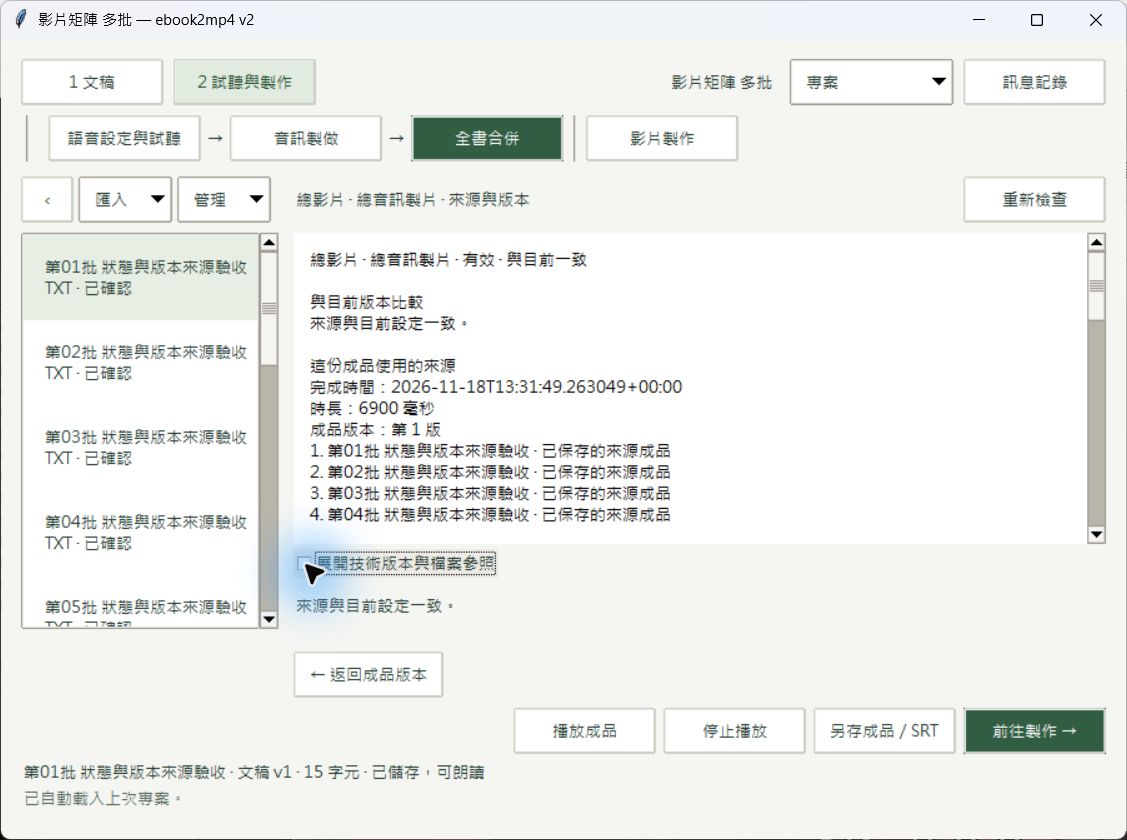 影片矩陣 多批 — ebook2mp4 v2
1 文稿
2 試聽與製作
影片矩陣 多批
專案
訊息記錄
語音設定與試聽
→
音訊製做
→
全書合併
影片製作
‹
匯入
管理
總影片 · 總音訊製片 · 來源與版本
重新檢查
第01批 狀態與版本來源驗收
TXT · 已確認
第02批 狀態與版本來源驗收
TXT · 已確認
第03批 狀態與版本來源驗收
TXT · 已確認
第04批 狀態與版本來源驗收
TXT · 已確認
第05批 狀態與版本來源驗收
TXT · 已確認
總影片 · 總音訊製片 · 有效 · 與目前一致
與目前版本比較
來源與目前設定一致。
這份成品使用的來源
完成時間：2026-11-18T13:31:49.263049+00:00
時長：6900 毫秒
成品版本：第 1 版
1. 第01批 狀態與版本來源驗收 · 已保存的來源成品
2. 第02批 狀態與版本來源驗收 · 已保存的來源成品
3. 第03批 狀態與版本來源驗收 · 已保存的來源成品
4. 第04批 狀態與版本來源驗收 · 已保存的來源成品
展開技術版本與檔案參照
來源與目前設定一致。
← 返回成品版本
播放成品
停止播放
另存成品 / SRT
前往製作 →
第01批 狀態與版本來源驗收 · 文稿 v1 · 15 字元 · 已儲存，可朗讀
已自動載入上次專案。